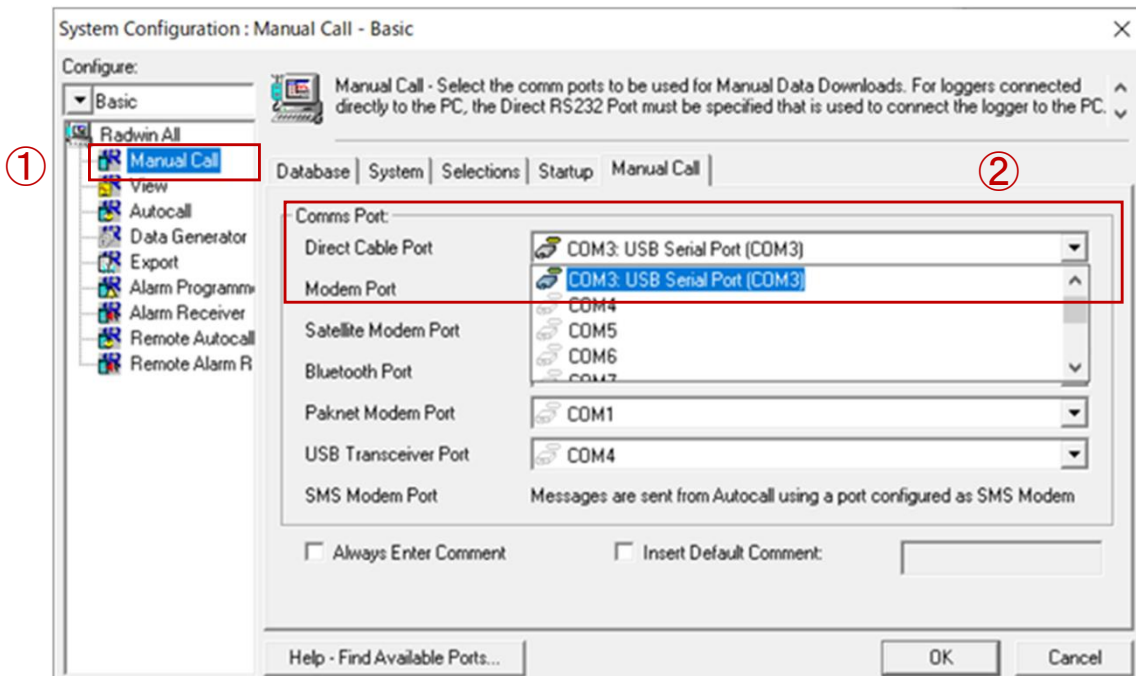 System Configuration : Manual Call - Basic
Configure:
Basic
Manual Call - Select the comm ports to be used for Manual Data Downloads. For loggers connected
directly to the PC, the Direct RS232 Port must be specified that is used to connect the logger to the PC.
Radwin All
①
Manual Call
View
Autocall
Data Generator
Export
Alarm Programm
Alarm Receiver
Remote Autocall
Remote Alarm R
Database
System
Selections
Startup
Manual Call
②
Comms Port:
Direct Cable Port
COM3: USB Serial Port (COM3)
COM3: USB Serial Port (COM3)
Modem Port
COM4
Satellite Modem Port
COM5
COM6
Bluetooth Port
COM7
Paknet Modem Port
COM1
USB Transceiver Port
COM4
SMS Modem Port
Messages are sent from Autocall using a port configured as SMS Modem
Always Enter Comment
Insert Default Comment:
Help - Find Available Ports...
OK
Cancel